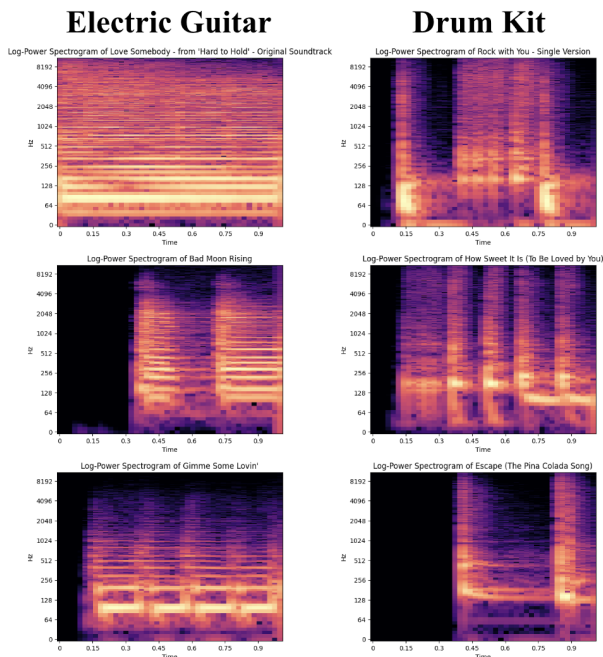 Electric Guitar
Drum Kit
Log-Power Spectrogram of Love Somebody - from 'Hard to Hold' - Original Soundtrack
8192
4096
2048
1024
512
256
128
64
0
Hz
0 0.15 0.3 0.45 0.6 0.75 0.9
Time
Log-Power Spectrogram of Rock with You - Single Version
8192
4096
2048
1024
512
256
128
64
0
Hz
0 0.15 0.3 0.45 0.6 0.75 0.9
Time
Log-Power Spectrogram of Bad Moon Rising
8192
4096
2048
1024
512
256
128
64
0
Hz
0 0.15 0.3 0.45 0.6 0.75 0.9
Time
Log-Power Spectrogram of How Sweet It Is (To Be Loved by You)
8192
4096
2048
1024
512
256
128
64
0
Hz
0 0.15 0.3 0.45 0.6 0.75 0.9
Time
Log-Power Spectrogram of Gimme Some Lovin'
8192
4096
2048
1024
512
256
128
64
0
Hz
0 0.15 0.3 0.45 0.6 0.75 0.9
Time
Log-Power Spectrogram of Escape (The Pina Colada Song)
8192
4096
2048
1024
512
256
128
64
0
Hz
0 0.15 0.3 0.45 0.6 0.75 0.9
Time